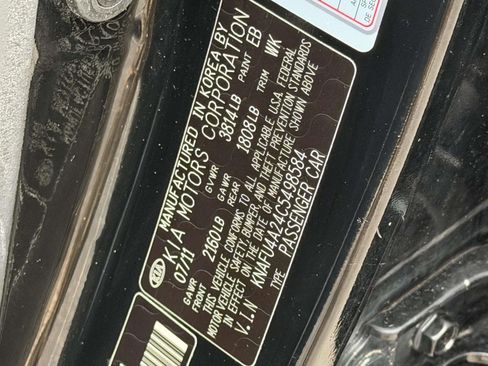 MANUFACTURED IN KOREA BY
KIA MOTORS CORPORATION
07/11 GVWR 3814LB PAINT EB
GAWR FRONT 2160LB GAWR REAR 1808LB TRIM WK
THIS VEHICLE CONFORMS TO ALL APPLICABLE U.S.A. FEDERAL
MOTOR VEHICLE SAFETY, BUMPER, AND THEFT PREVENTION STANDARDS
IN EFFECT ON THE DATE OF MANUFACTURE SHOWN ABOVE
V.I.N KNAFU4A24C5498584
TYPE PASSENGER CAR
KIA